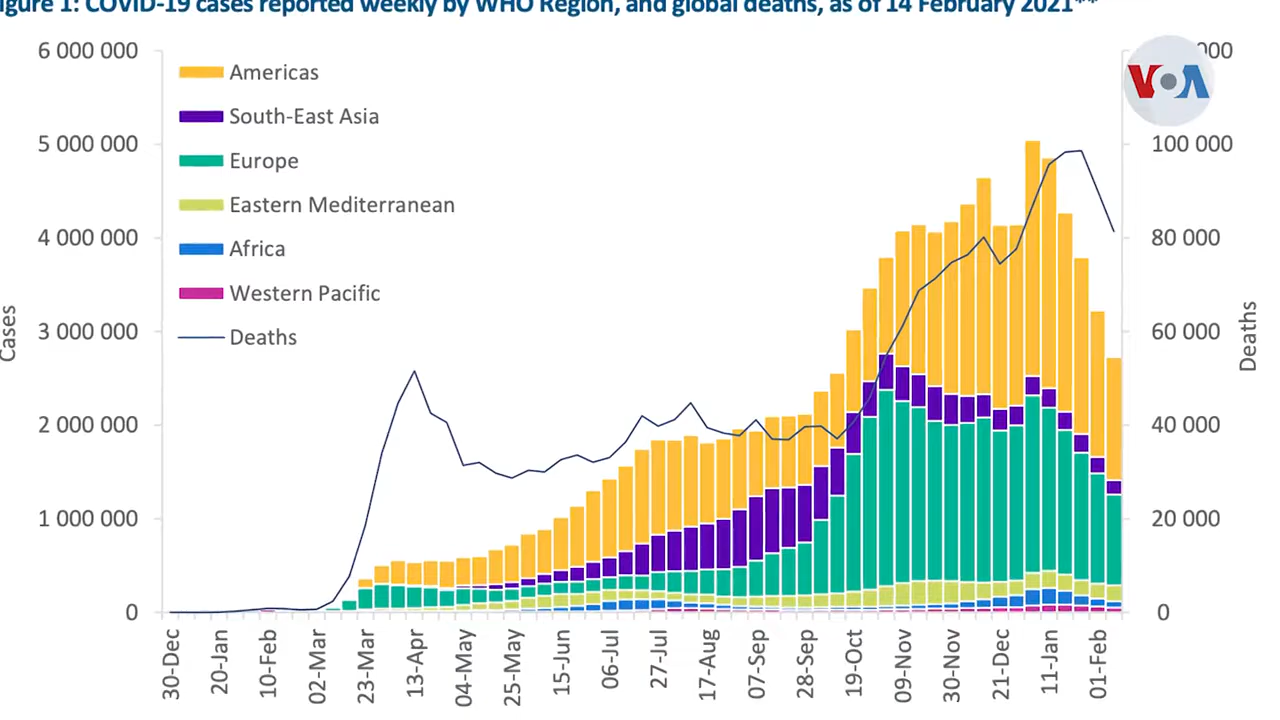 igure 1: COVID-19 cases reported weekly by WHO Region, and global deaths, as of 14 February 2021**
6 000 000
5 000 000
4 000 000
3 000 000
2 000 000
1 000 000
0
Cases
Americas
South-East Asia
Europe
Eastern Mediterranean
Africa
Western Pacific
Deaths
VOA
000
100 000
80 000
60 000
40 000
20 000
0
Deaths
30-Dec
20-Jan
10-Feb
02-Mar
23-Mar
13-Apr
04-May
25-May
15-Jun
06-Jul
27-Jul
17-Aug
07-Sep
28-Sep
19-Oct
09-Nov
30-Nov
21-Dec
11-Jan
01-Feb